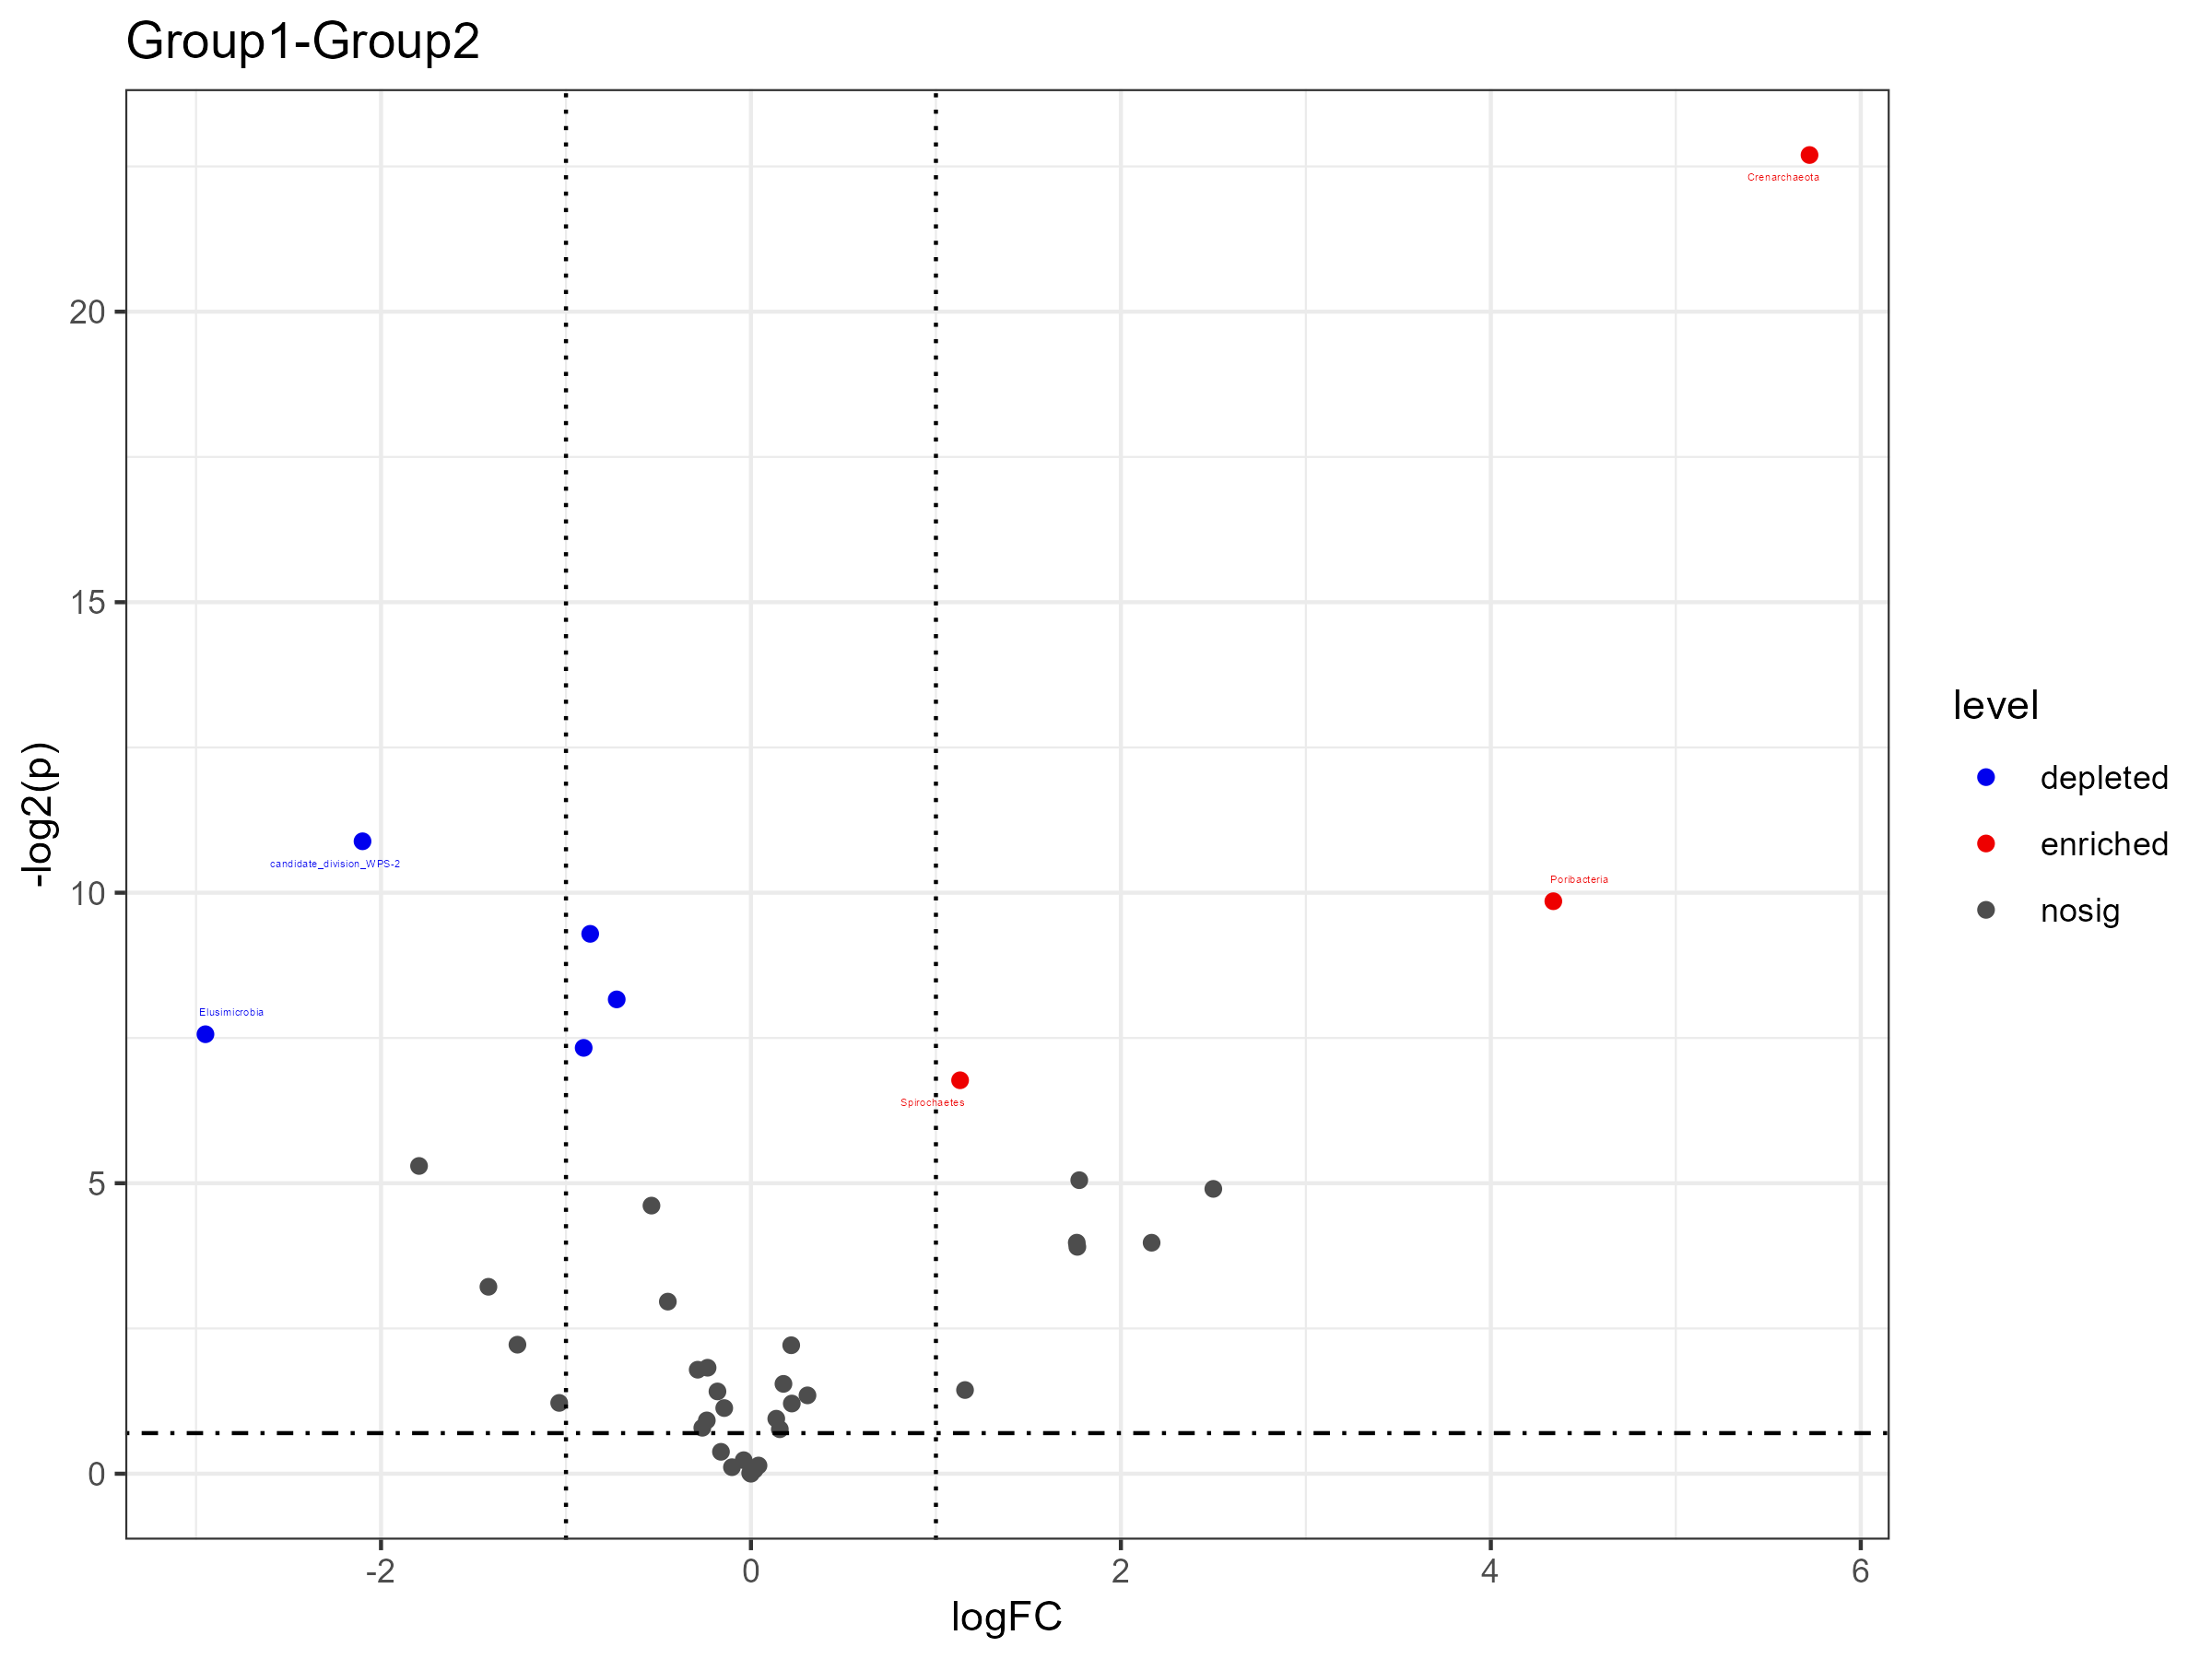 Group1-Group2
Crenarchaeota
20
15
level
depleted
-log2(p)
candidate_division_WPS-2
enriched
Poribacteria
10
nosig
Elusimicrobia
Spirochaetes
5
0
-2
0
2
4
6
logFC